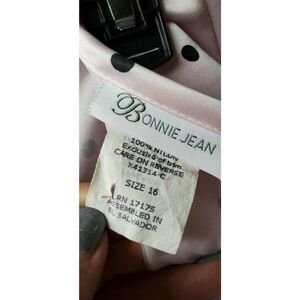 BONNIE JEAN
100% NYLON
Exclusive of trim
CARE ON REVERSE
X41314-C
SIZE 16
RN 17175
ASSEMBLED IN
EL SALVADOR